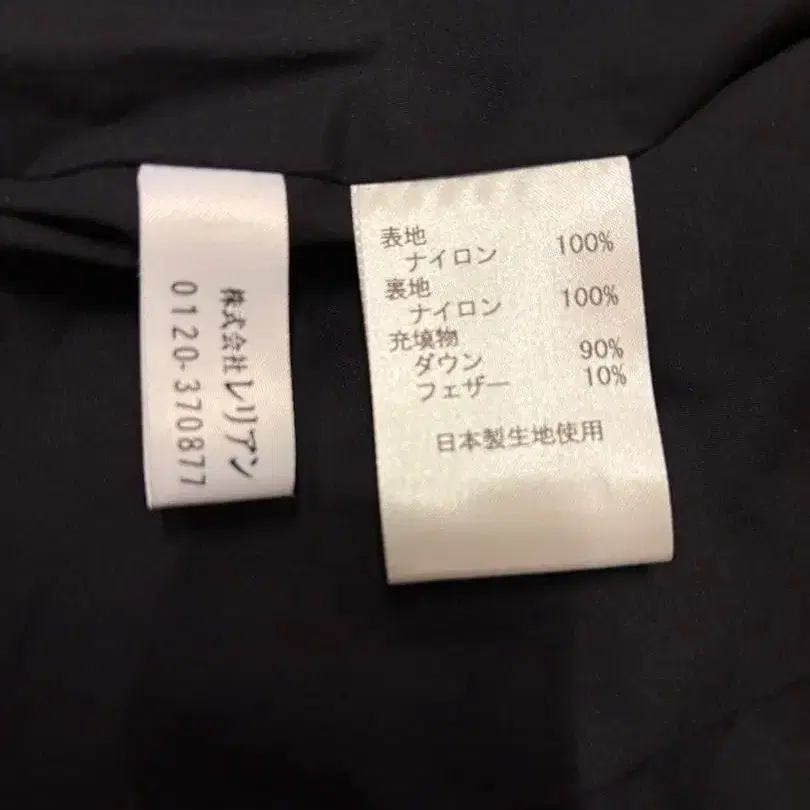 株式会社レリアン
0120-370877
表地
ナイロン 100%
裏地
ナイロン 100%
充填物
ダウン 90%
フェザー 10%
日本製生地使用